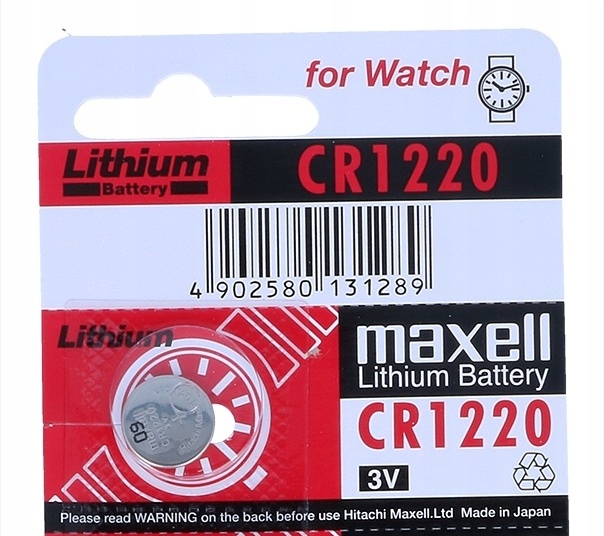 for Watch
Lithium
Battery
CR1220
4 902580 131289
Lithium
maxell
Lithium Battery
CR1220
3V
60
Please read WARNING on the back before use Hitachi Maxell.Ltd Made in Japan